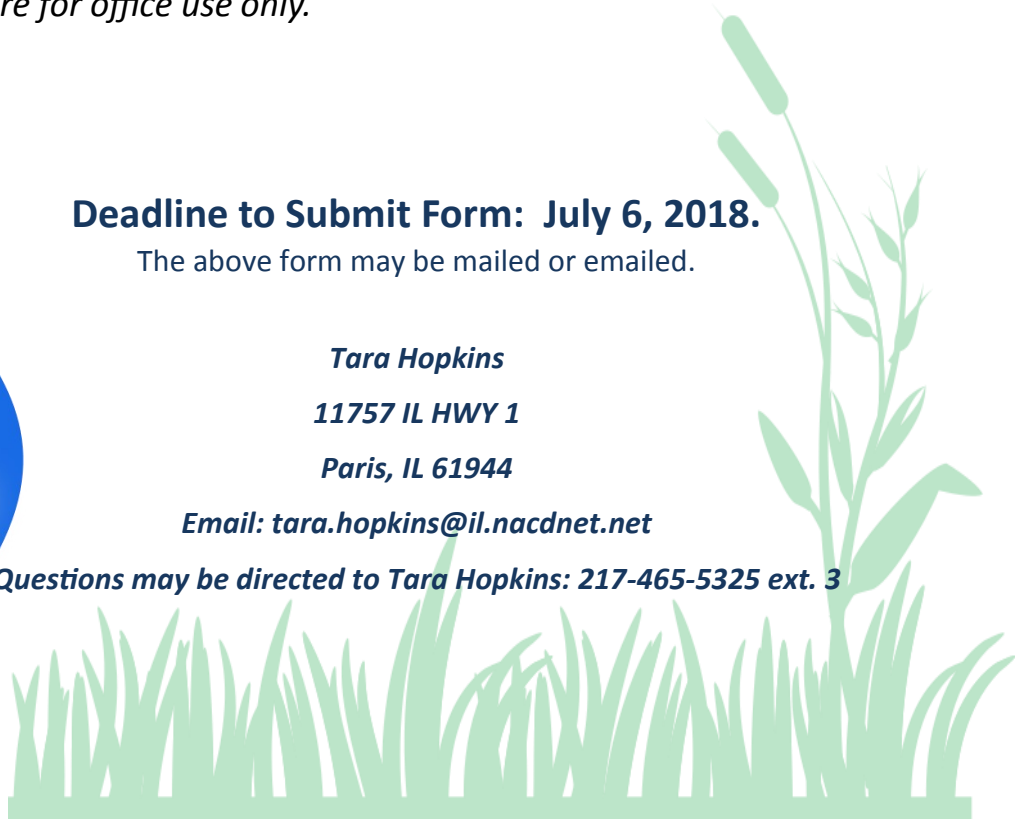 re for office use only.
Deadline to Submit Form: July 6, 2018.
The above form may be mailed or emailed.
Tara Hopkins
11757 IL HWY 1
Paris, IL 61944
Email: tara.hopkins@il.nacdnet.net
Questions may be directed to Tara Hopkins: 217-465-5325 ext. 3